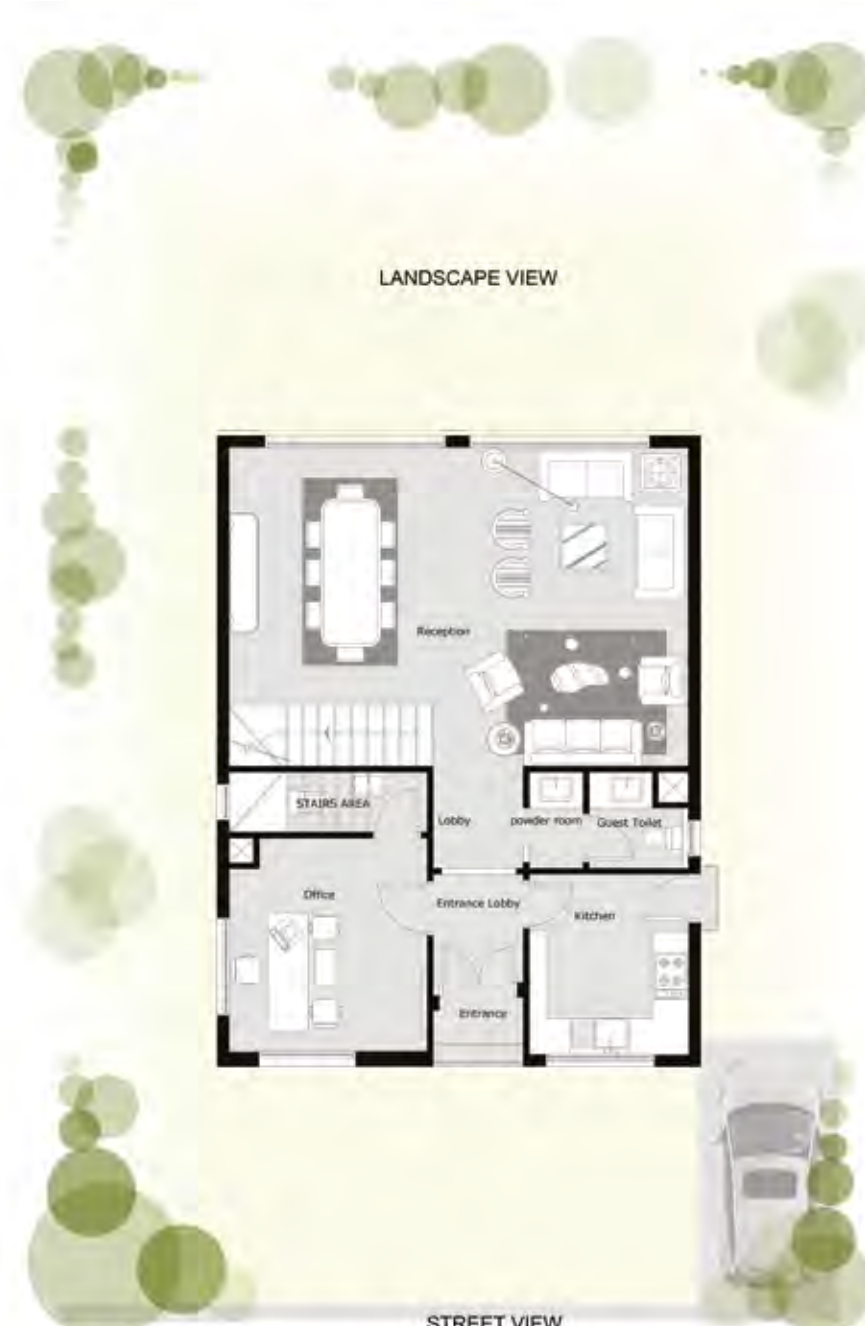 LANDSCAPE VIEW
Reception
STAIRS AREA
Lobby
powder room
Guest Toilet
Office
Entrance Lobby
Kitchen
Entrance
STREET VIEW